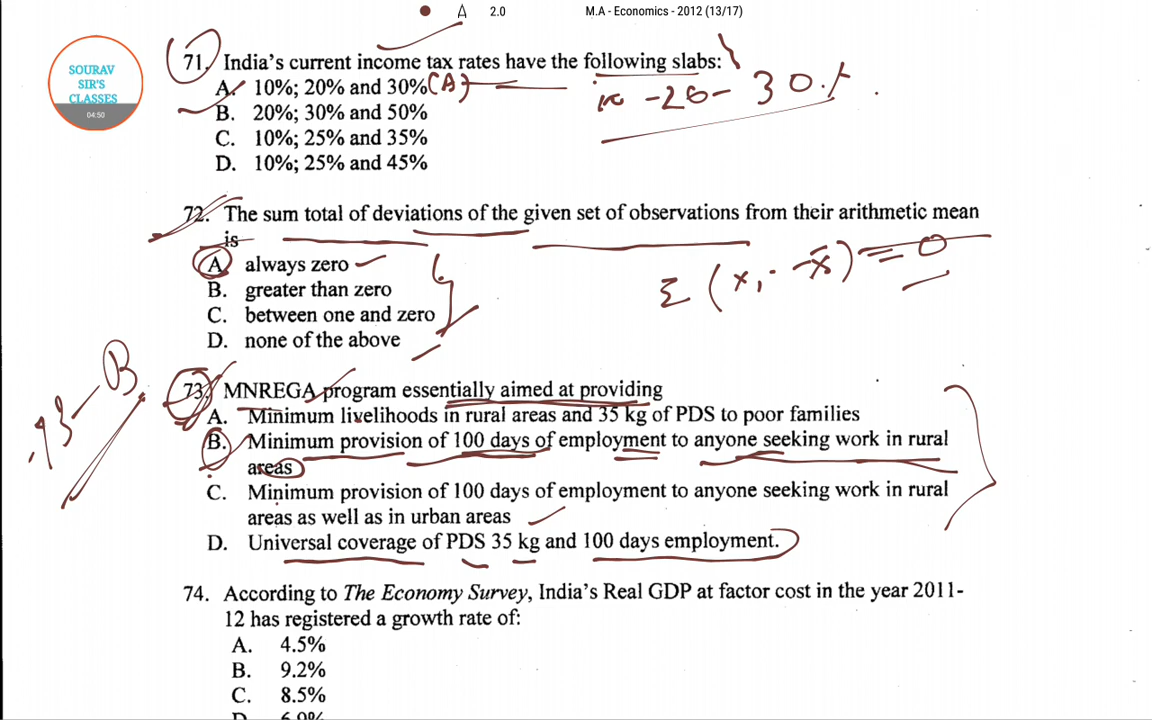 A 2.0 M.A - Economics - 2012 (13/17)
SOURAV
SIR'S
CLASSES
04:50
71. India's current income tax rates have the following slabs:
A. 10%; 20% and 30% (A)
10 - 20 - 30 %
B. 20%; 30% and 50%
C. 10%; 25% and 35%
D. 10%; 25% and 45%
72. The sum total of deviations of the given set of observations from their arithmetic mean
is
A. always zero
B. greater than zero
C. between one and zero
D. none of the above
Σ (x, - x̄) = 0
73 - B
73. MNREGA program essentially aimed at providing
A. Minimum livelihoods in rural areas and 35 kg of PDS to poor families
B. Minimum provision of 100 days of employment to anyone seeking work in rural
areas
C. Minimum provision of 100 days of employment to anyone seeking work in rural
areas as well as in urban areas
D. Universal coverage of PDS 35 kg and 100 days employment.
74. According to The Economy Survey, India's Real GDP at factor cost in the year 2011-
12 has registered a growth rate of:
A. 4.5%
B. 9.2%
C. 8.5%
D. 6.9%